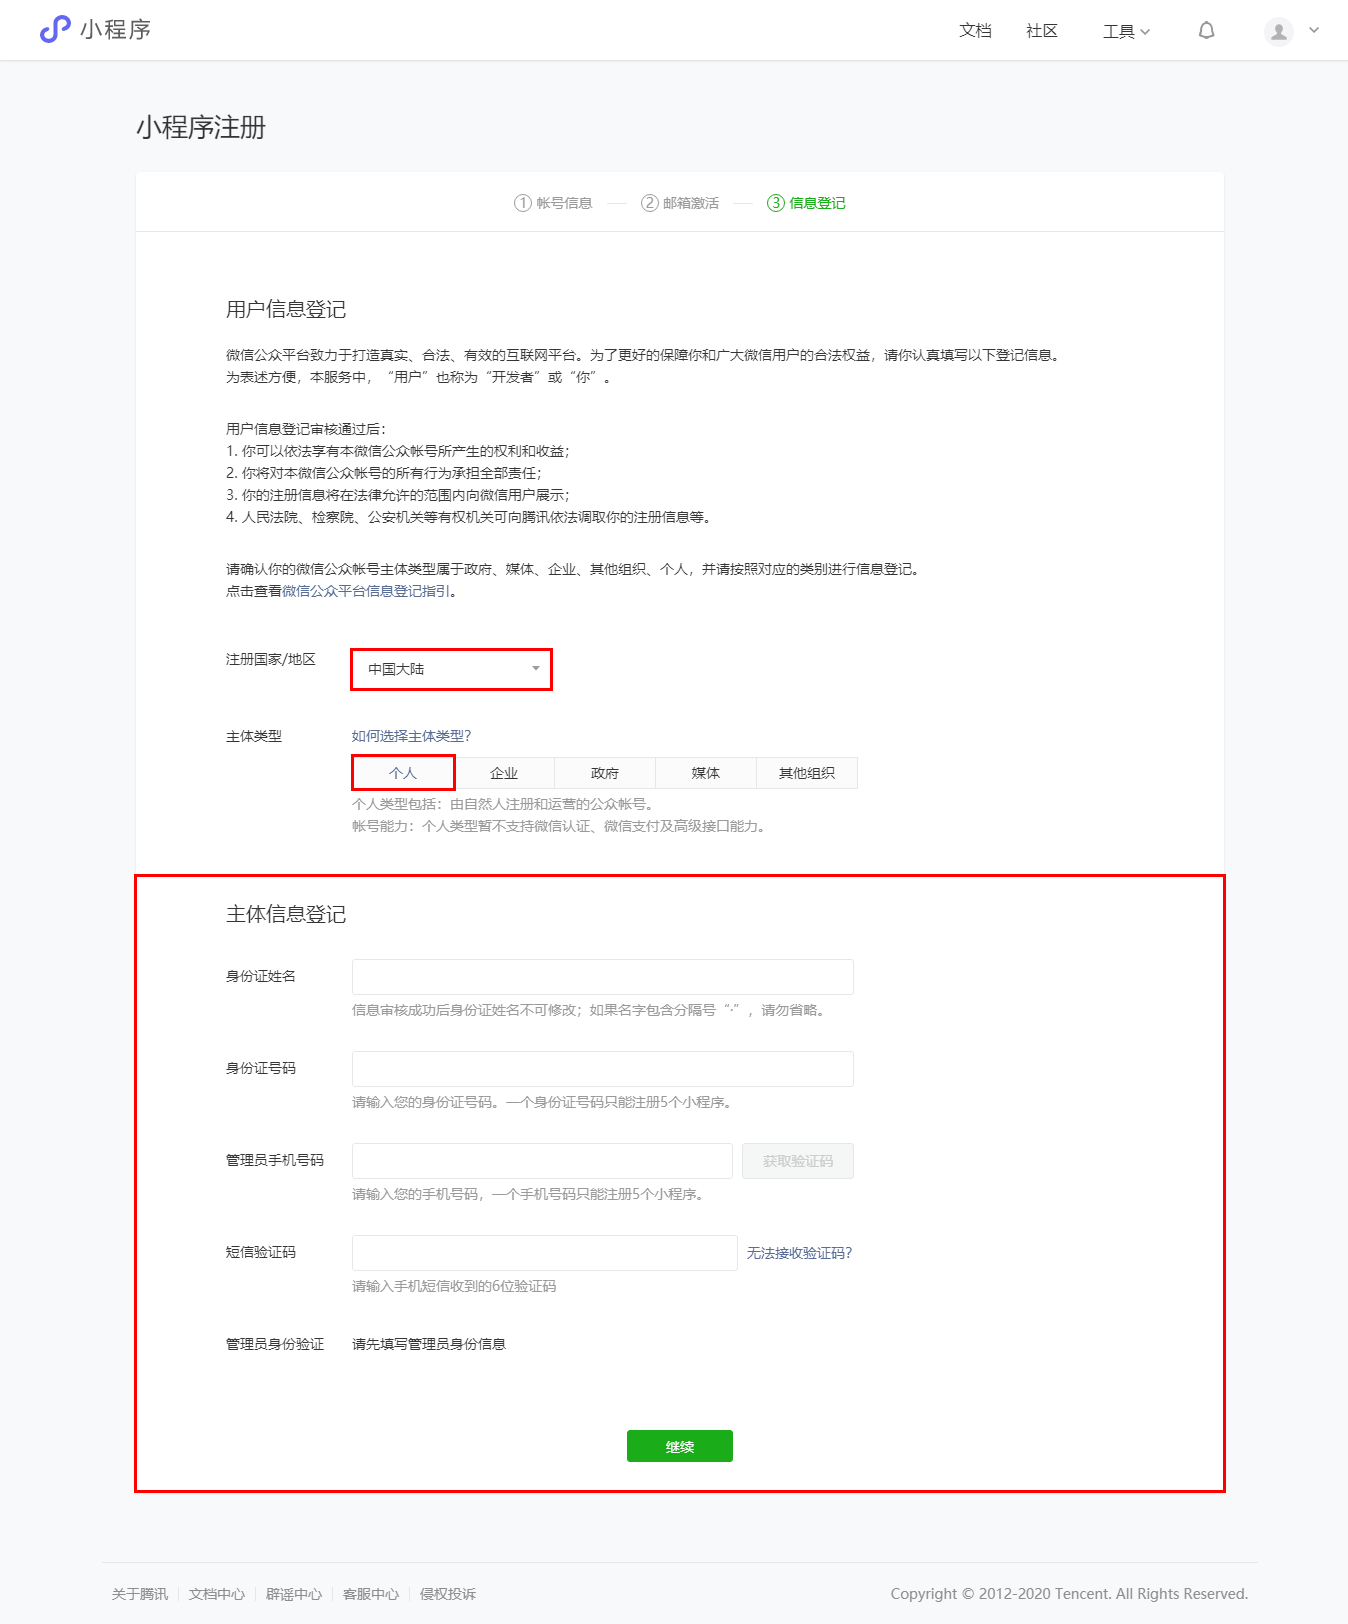 小程序
文档 社区 工具
小程序注册
① 帐号信息 — ② 邮箱激活 — ③ 信息登记
用户信息登记
微信公众平台致力于打造真实、合法、有效的互联网平台。为了更好的保障你和广大微信用户的合法权益，请你认真填写以下登记信息。
为表述方便，本服务中，“用户”也称为“开发者”或“你”。
用户信息登记审核通过后：
1. 你可以依法享有本微信公众帐号所产生的权利和收益；
2. 你将对本微信公众帐号的所有行为承担全部责任；
3. 你的注册信息将在法律允许的范围内向微信用户展示；
4. 人民法院、检察院、公安机关等有权机关可向腾讯依法调取你的注册信息等。
请确认你的微信公众帐号主体类型属于政府、媒体、企业、其他组织、个人，并请按照对应的类别进行信息登记。
点击查看微信公众平台信息登记指引。
注册国家/地区 中国大陆
主体类型 如何选择主体类型？
个人 企业 政府 媒体 其他组织
个人类型包括：由自然人注册和运营的公众帐号。
帐号能力：个人类型暂不支持微信认证、微信支付及高级接口能力。
主体信息登记
身份证姓名
信息审核成功后身份证姓名不可修改；如果名字包含分隔号“·”，请勿省略。
身份证号码
请输入您的身份证号码。一个身份证号码只能注册5个小程序。
管理员手机号码 获取验证码
请输入您的手机号码，一个手机号码只能注册5个小程序。
短信验证码 无法接收验证码？
请输入手机短信收到的6位验证码
管理员身份验证 请先填写管理员身份信息
继续
关于腾讯 文档中心 辟谣中心 客服中心 侵权投诉 Copyright © 2012-2020 Tencent. All Rights Reserved.